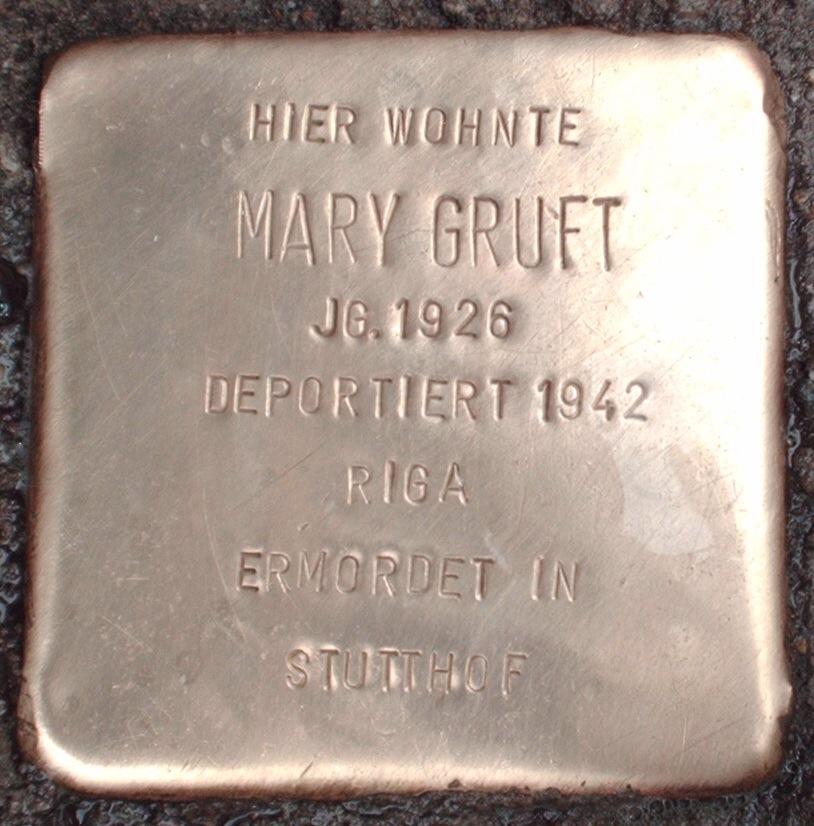 HIER WOHNTE
MARY GRUFT
JG. 1926
DEPORTIERT 1942
RIGA
ERMORDET IN
STUTTHOF